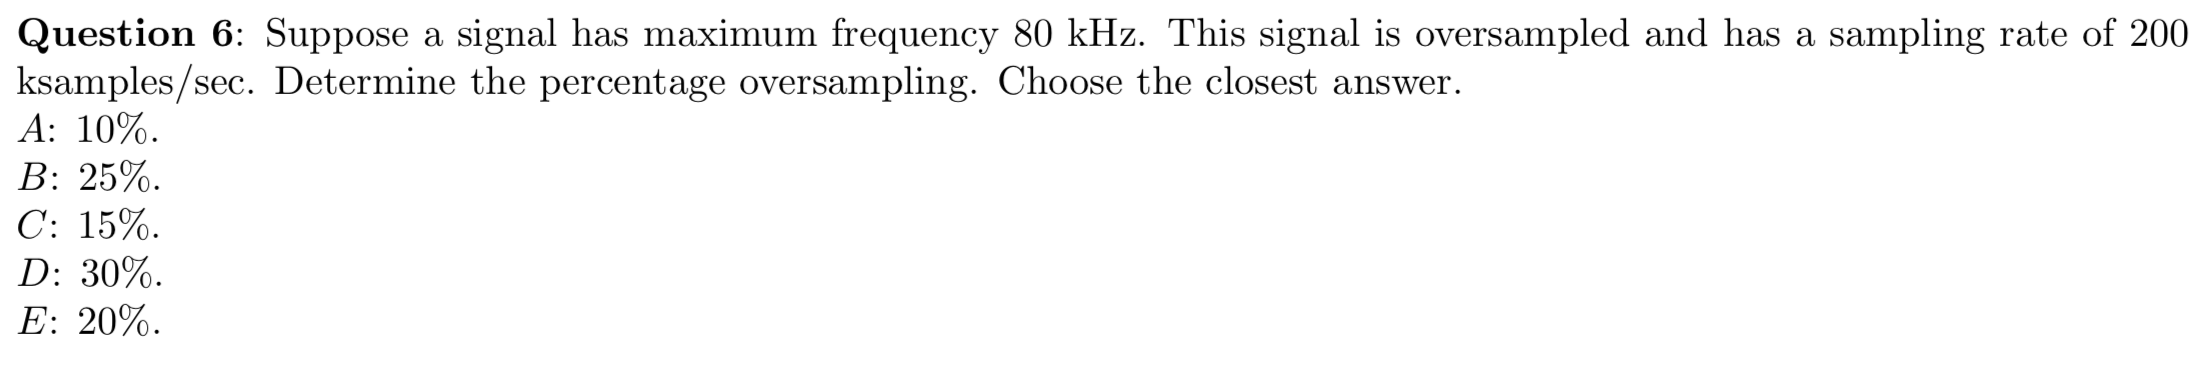 Question 6: Suppose a signal has maximum frequency 80 kHz. This signal is oversampled and has a sampling rate of 200
ksamples/sec. Determine the percentage oversampling. Choose the closest answer.
A: 10%.
B: 25%.
C: 15%.
D: 30%.
E: 20%.